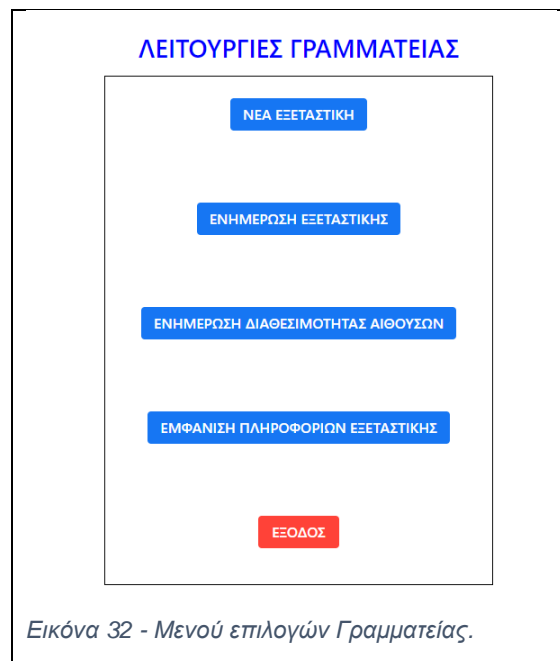 ΛΕΙΤΟΥΡΓΙΕΣ ΓΡΑΜΜΑΤΕΙΑΣ
ΝΕΑ ΕΞΕΤΑΣΤΙΚΗ
ΕΝΗΜΕΡΩΣΗ ΕΞΕΤΑΣΤΙΚΗΣ
ΕΝΗΜΕΡΩΣΗ ΔΙΑΘΕΣΙΜΟΤΗΤΑΣ ΑΙΘΟΥΣΩΝ
ΕΜΦΑΝΙΣΗ ΠΛΗΡΟΦΟΡΙΩΝ ΕΞΕΤΑΣΤΙΚΗΣ
ΕΞΟΔΟΣ
Εικόνα 32 - Μενού επιλογών Γραμματείας.